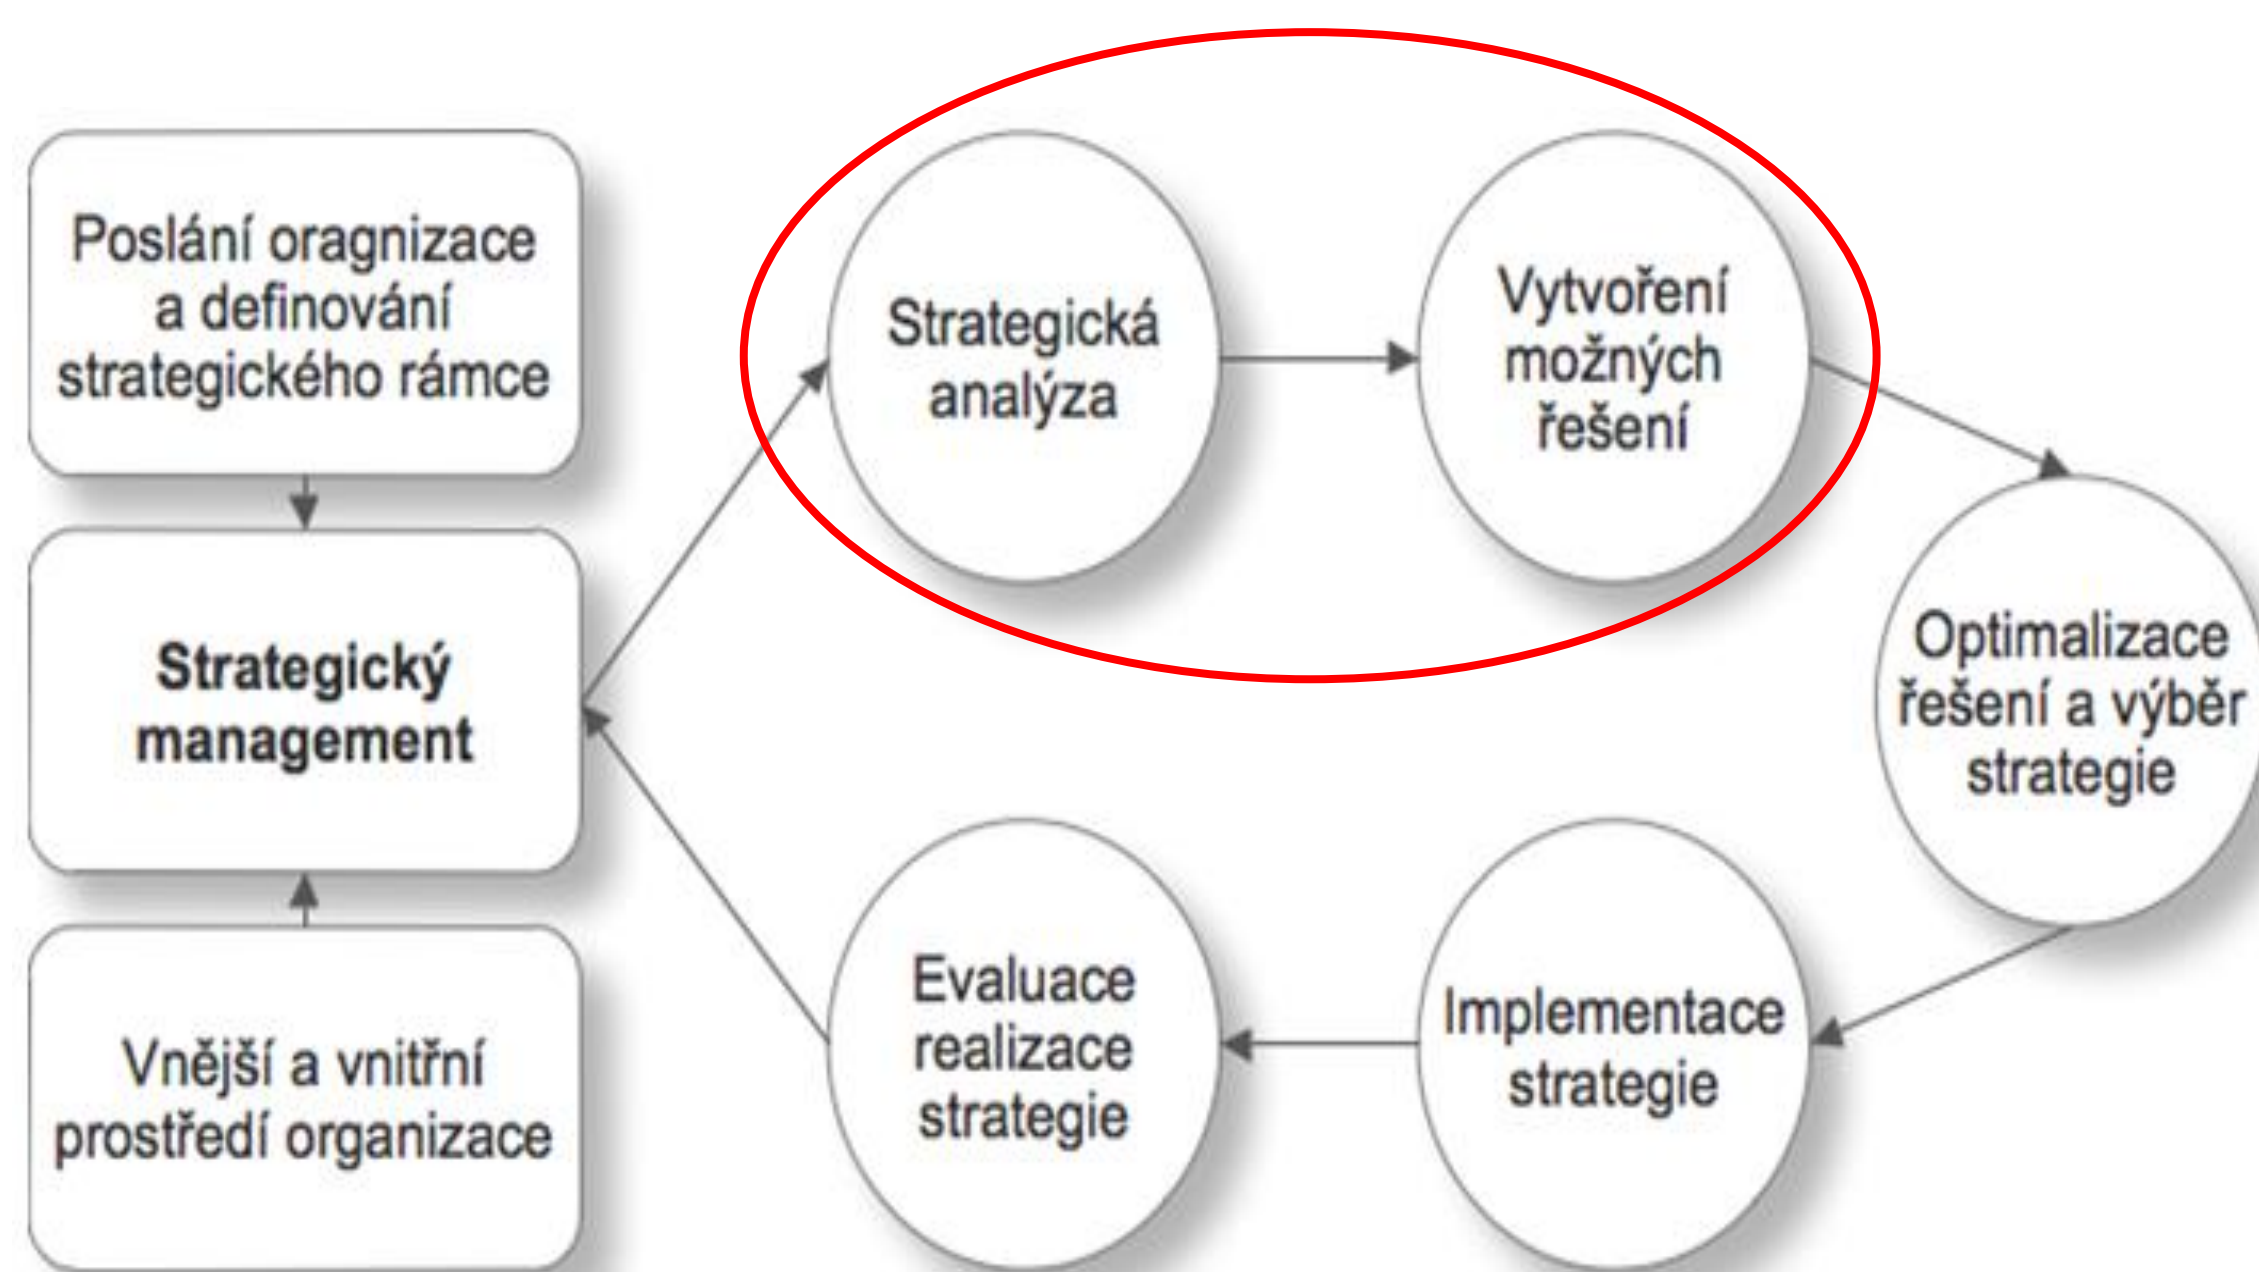 Poslání oragnizace
a definování
strategického rámce
Strategický
management
Vnější a vnitřní
prostředí organizace
Strategická
analýza
Vytvoření
možných
řešení
Optimalizace
řešení a výběr
strategie
Implementace
strategie
Evaluace
realizace
strategie